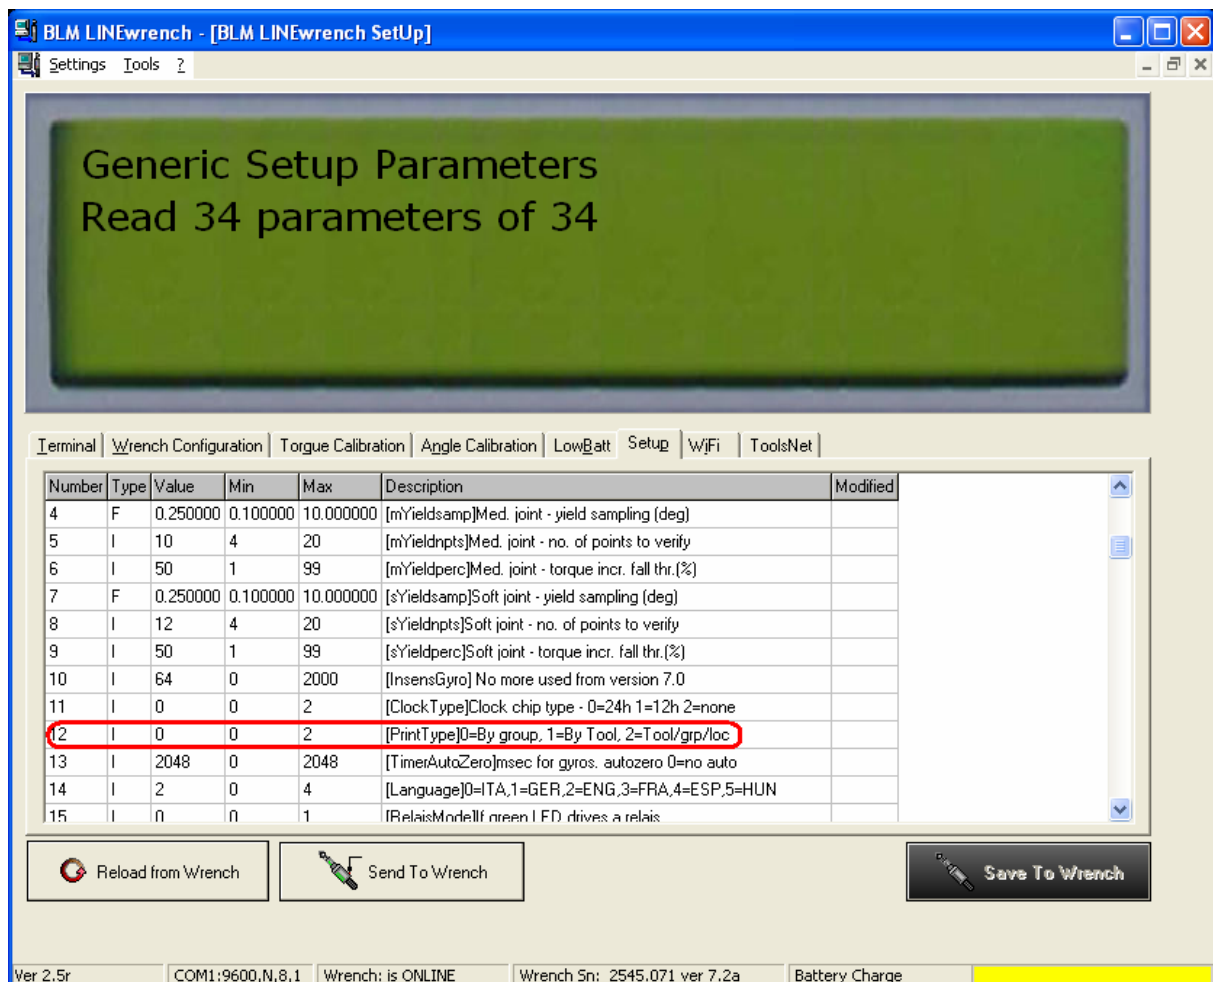 BLM LINEwrench - [BLM LINEwrench SetUp]
Settings Tools ?
Generic Setup Parameters
Read 34 parameters of 34
Terminal Wrench Configuration Torque Calibration Angle Calibration LowBatt Setup WiFi ToolsNet
Number Type Value Min Max Description Modified
4 F 0.250000 0.100000 10.000000 [mYieldsamp]Med. joint - yield sampling (deg)
5 I 10 4 20 [mYieldnpts]Med. joint - no. of points to verify
6 I 50 1 99 [mYieldperc]Med. joint - torque incr. fall thr.(%)
7 F 0.250000 0.100000 10.000000 [sYieldsamp]Soft joint - yield sampling (deg)
8 I 12 4 20 [sYieldnpts]Soft joint - no. of points to verify
9 I 50 1 99 [sYieldperc]Soft joint - torque incr. fall thr.(%)
10 I 64 0 2000 [InsensGyro] No more used from version 7.0
11 I 0 0 2 [ClockType]Clock chip type - 0=24h 1=12h 2=none
12 I 0 0 2 [PrintType]0=By group, 1=By Tool, 2=Tool/grp/loc
13 I 2048 0 2048 [TimerAutoZero]msec for gyros. autozero 0=no auto
14 I 2 0 4 [Language]0=ITA,1=GER,2=ENG,3=FRA,4=ESP,5=HUN
15 I 0 0 1 [RelaisMode]If green LED drives a relais
Reload from Wrench Send To Wrench Save To Wrench
Ver 2.5r COM1:9600,N,8,1 Wrench: is ONLINE Wrench Sn: 2545.071 ver 7.2a Battery Charge